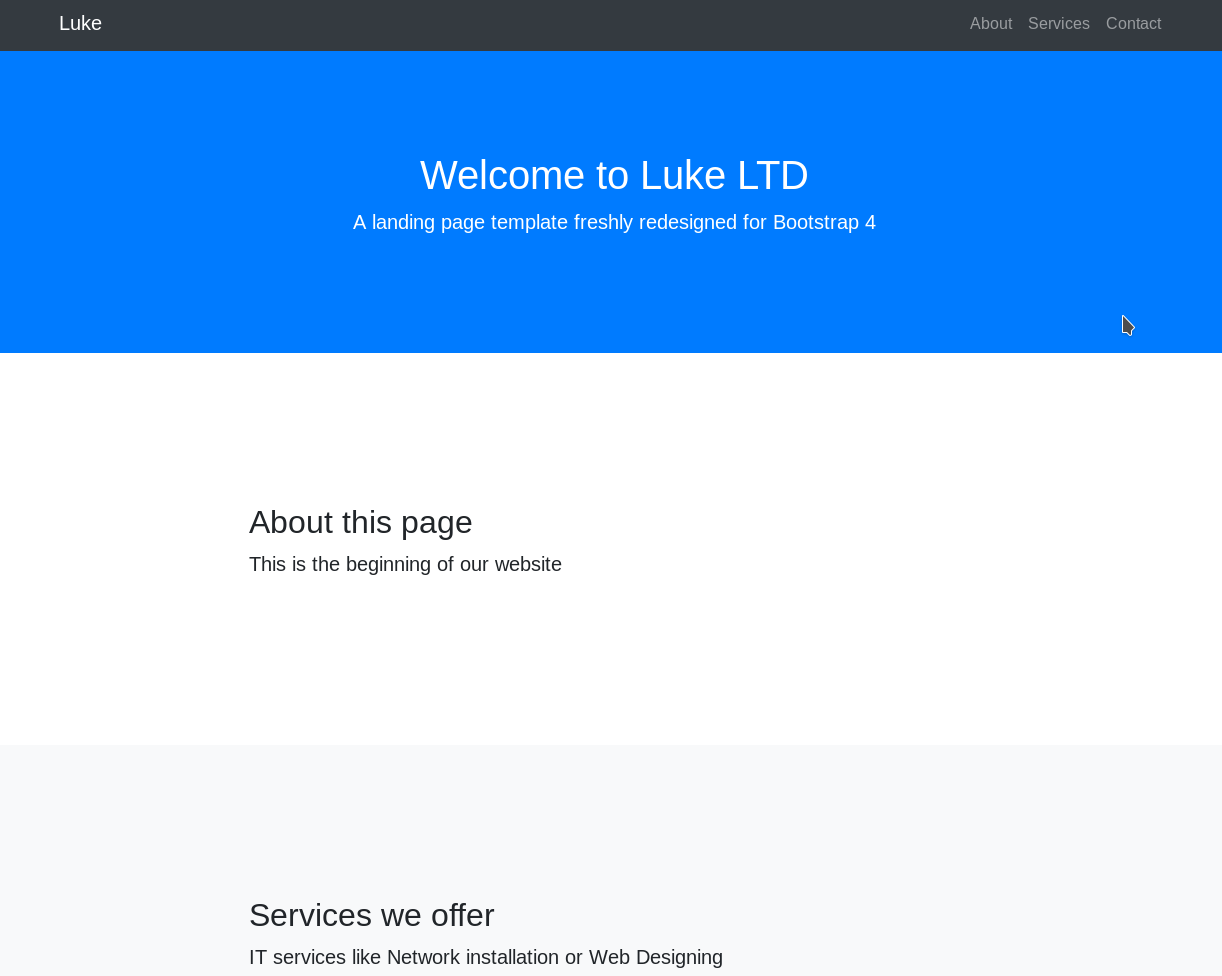 Luke
About Services Contact
Welcome to Luke LTD
A landing page template freshly redesigned for Bootstrap 4
About this page
This is the beginning of our website
Services we offer
IT services like Network installation or Web Designing